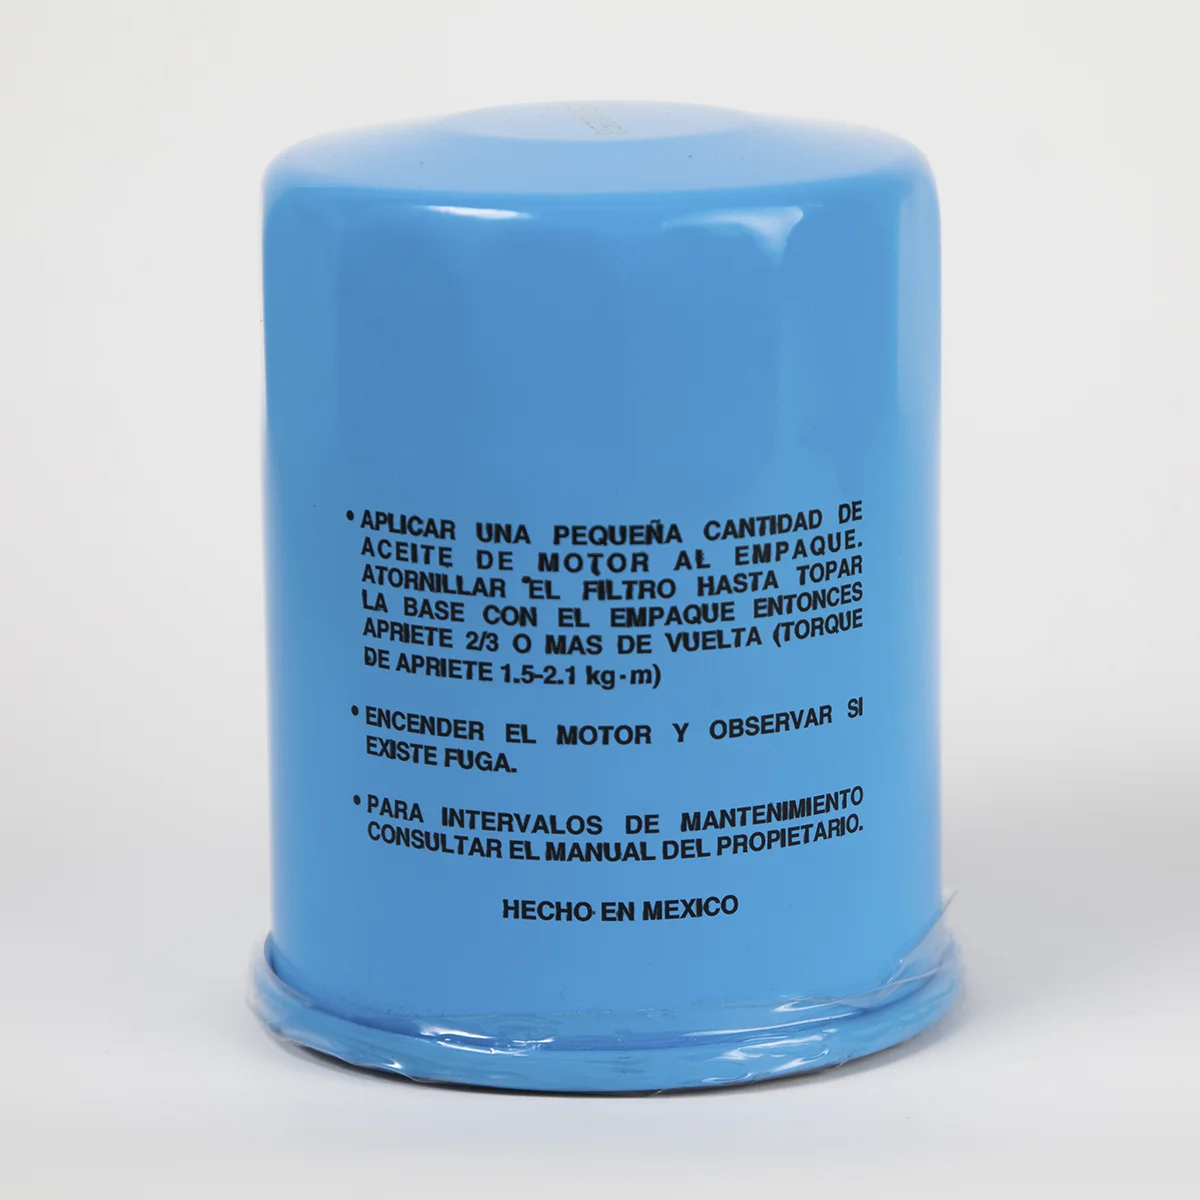 • APLICAR UNA PEQUEÑA CANTIDAD DE
ACEITE DE MOTOR AL EMPAQUE.
ATORNILLAR EL FILTRO HASTA TOPAR
LA BASE CON EL EMPAQUE ENTONCES
APRIETE 2/3 O MAS DE VUELTA (TORQUE
DE APRIETE 1.5-2.1 kg-m)
• ENCENDER EL MOTOR Y OBSERVAR SI
EXISTE FUGA.
• PARA INTERVALOS DE MANTENIMIENTO
CONSULTAR EL MANUAL DEL PROPIETARIO.
HECHO EN MEXICO